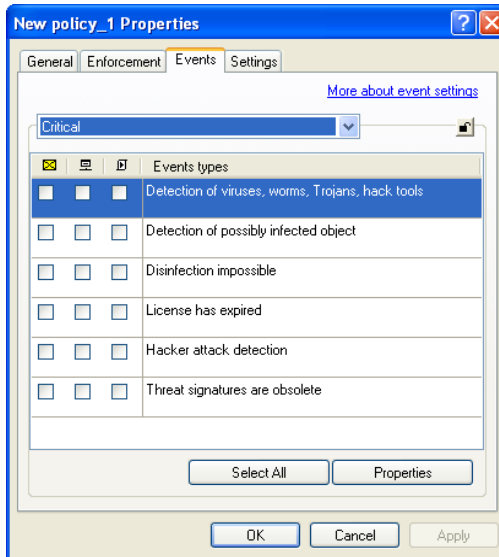 New policy_1 Properties
General Enforcement Events Settings
More about event settings
Critical
Events types
Detection of viruses, worms, Trojans, hack tools
Detection of possibly infected object
Disinfection impossible
License has expired
Hacker attack detection
Threat signatures are obsolete
Select All Properties
OK Cancel Apply